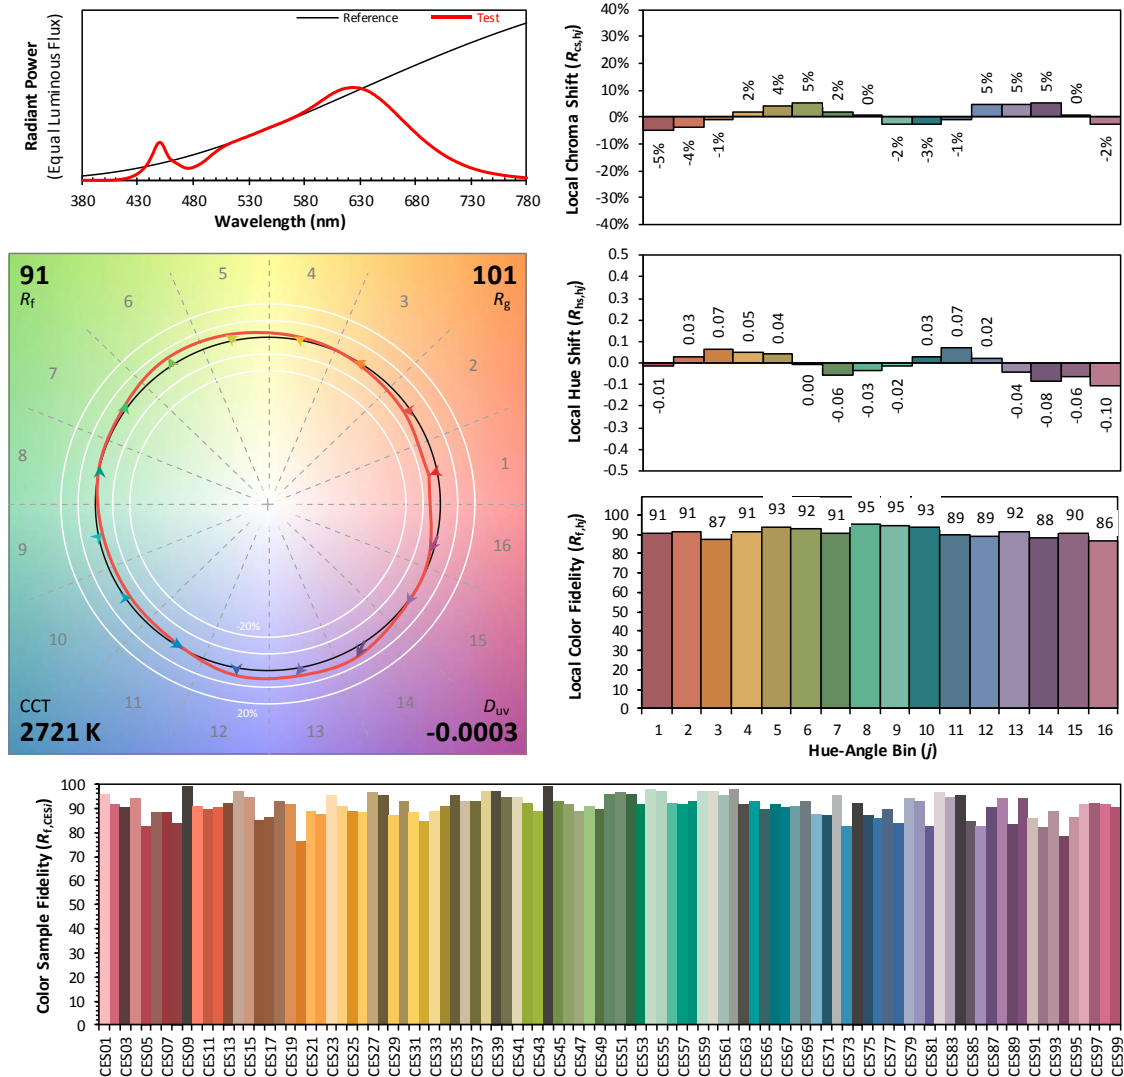 Radiant Power
(Equal Luminous Flux)
Reference
Test
380 430 480 530 580 630 680 730 780
Wavelength (nm)
Local Chroma Shift (Rcs,hj)
40%
30%
20%
10%
0%
-10%
-20%
-30%
-40%
-5% -4% -1% 2% 4% 5% 2% 0% -2% -3% -1% 5% 5% 5% 0% -2%
91
Rf
101
Rg
5 4
6 3
7 2
8 1
9 16
10 15
11 14
12 13
-20%
20%
CCT
2721 K
Duv
-0.0003
Local Hue Shift (Rhs,hj)
0.5
0.4
0.3
0.2
0.1
0.0
-0.1
-0.2
-0.3
-0.4
-0.5
-0.01 0.03 0.07 0.05 0.04 0.00 -0.06 -0.03 -0.02 0.03 0.07 0.02 -0.04 -0.08 -0.06 -0.10
Local Color Fidelity (Rf,hj)
100
90
80
70
60
50
40
30
20
10
0
91 91 87 91 93 92 91 95 95 93 89 89 92 88 90 86
1 2 3 4 5 6 7 8 9 10 11 12 13 14 15 16
Hue-Angle Bin (j)
Color Sample Fidelity (Rf,CESi)
100
90
80
70
60
50
40
30
20
10
0
CES01 CES03 CES05 CES07 CES09 CES11 CES13 CES15 CES17 CES19 CES21 CES23 CES25 CES27 CES29 CES31 CES33 CES35 CES37 CES39 CES41 CES43 CES45 CES47 CES49 CES51 CES53 CES55 CES57 CES59 CES61 CES63 CES65 CES67 CES69 CES71 CES73 CES75 CES77 CES79 CES81 CES83 CES85 CES87 CES89 CES91 CES93 CES95 CES97 CES99